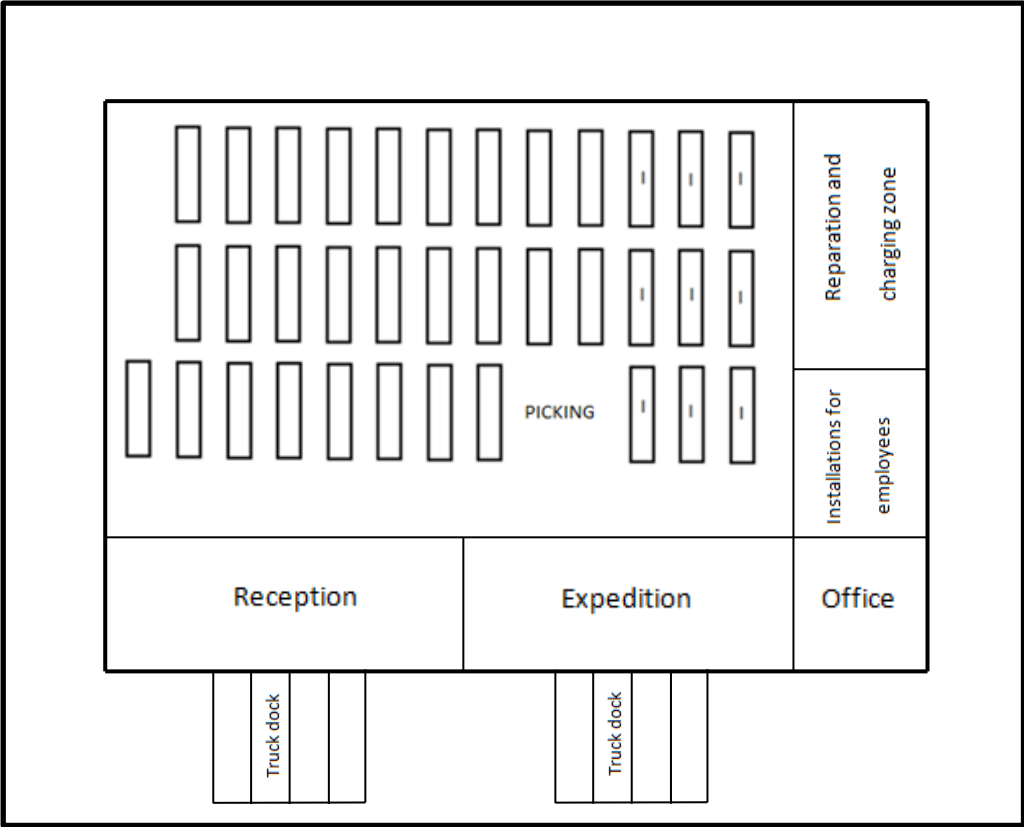 Reparation and
charging zone
PICKING
Installations for
employees
Reception
Expedition
Office
Truck dock
Truck dock